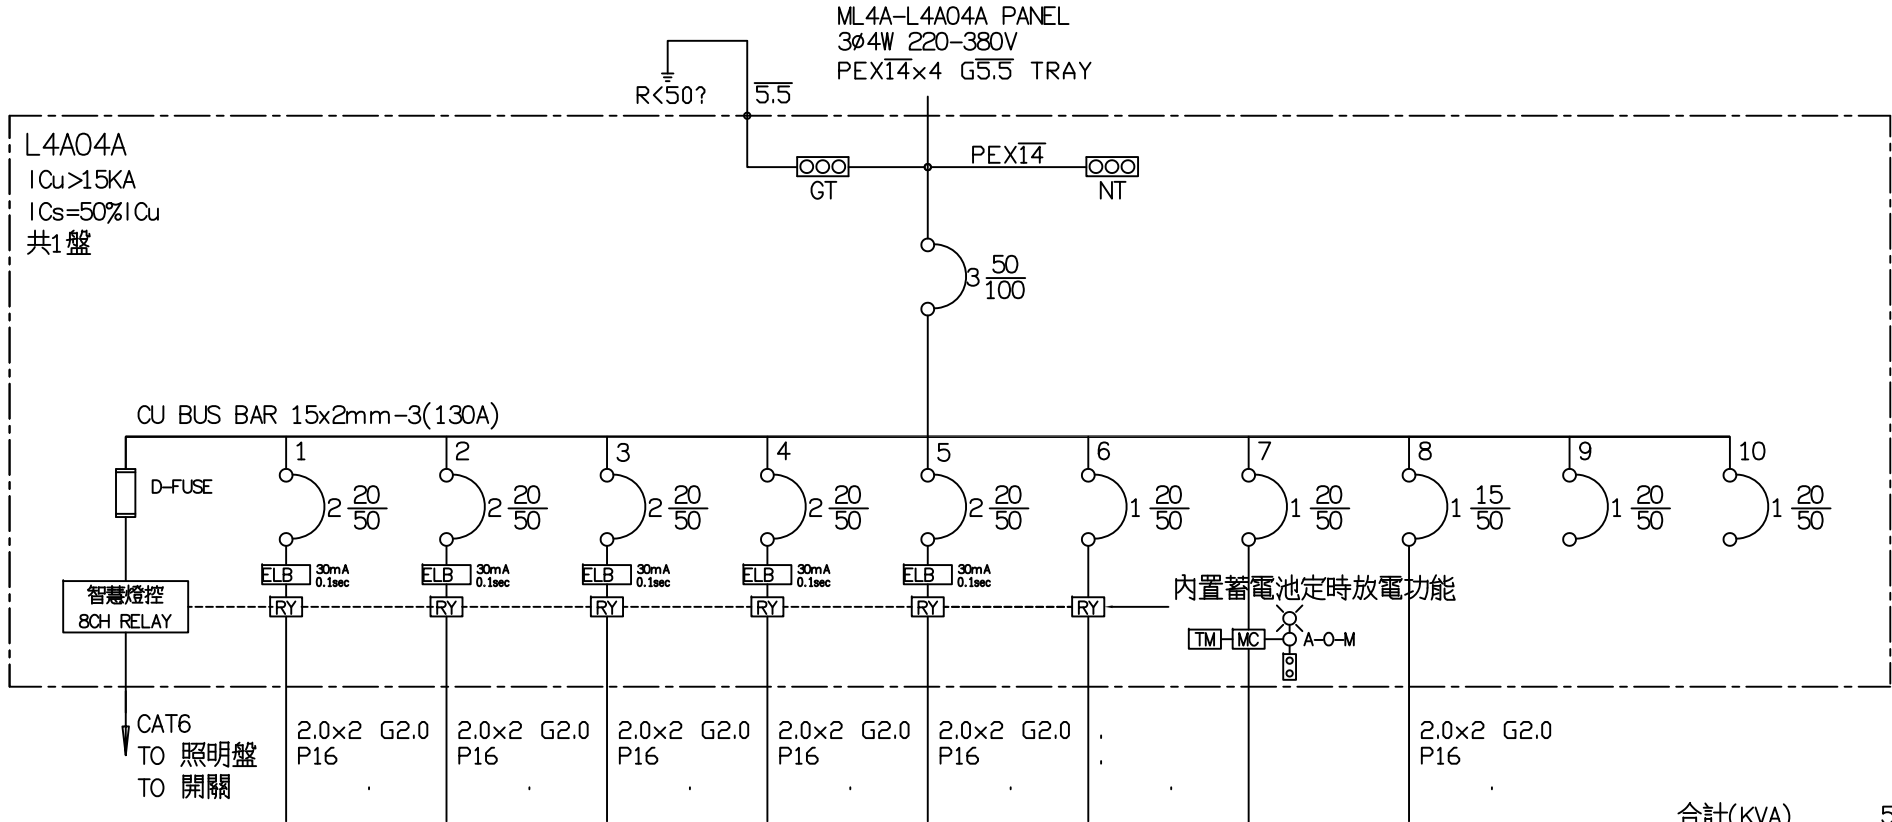 ML4A-L4A04A PANEL
3ø4W 220-380V
PEX14x4 G5.5 TRAY
R<50?
5.5
L4A04A
ICu>15KA
ICs=50%ICu
共1盤
GT
PEX14
NT
3 50
100
CU BUS BAR 15x2mm-3(130A)
1 2 3 4 5 6 7 8 9 10
D-FUSE
2 20
50
2 20
50
2 20
50
2 20
50
2 20
50
1 20
50
1 20
50
1 15
50
1 20
50
1 20
50
ELB 30mA
0.1sec
ELB 30mA
0.1sec
ELB 30mA
0.1sec
ELB 30mA
0.1sec
ELB 30mA
0.1sec
智慧燈控
8CH RELAY
RY RY RY RY RY RY
內置蓄電池定時放電功能
TM MC A-O-M
CAT6
TO 照明盤
TO 開關
2.0x2 G2.0
P16
2.0x2 G2.0
P16
2.0x2 G2.0
P16
2.0x2 G2.0
P16
2.0x2 G2.0
P16
2.0x2 G2.0
P16
合計(KVA) 5